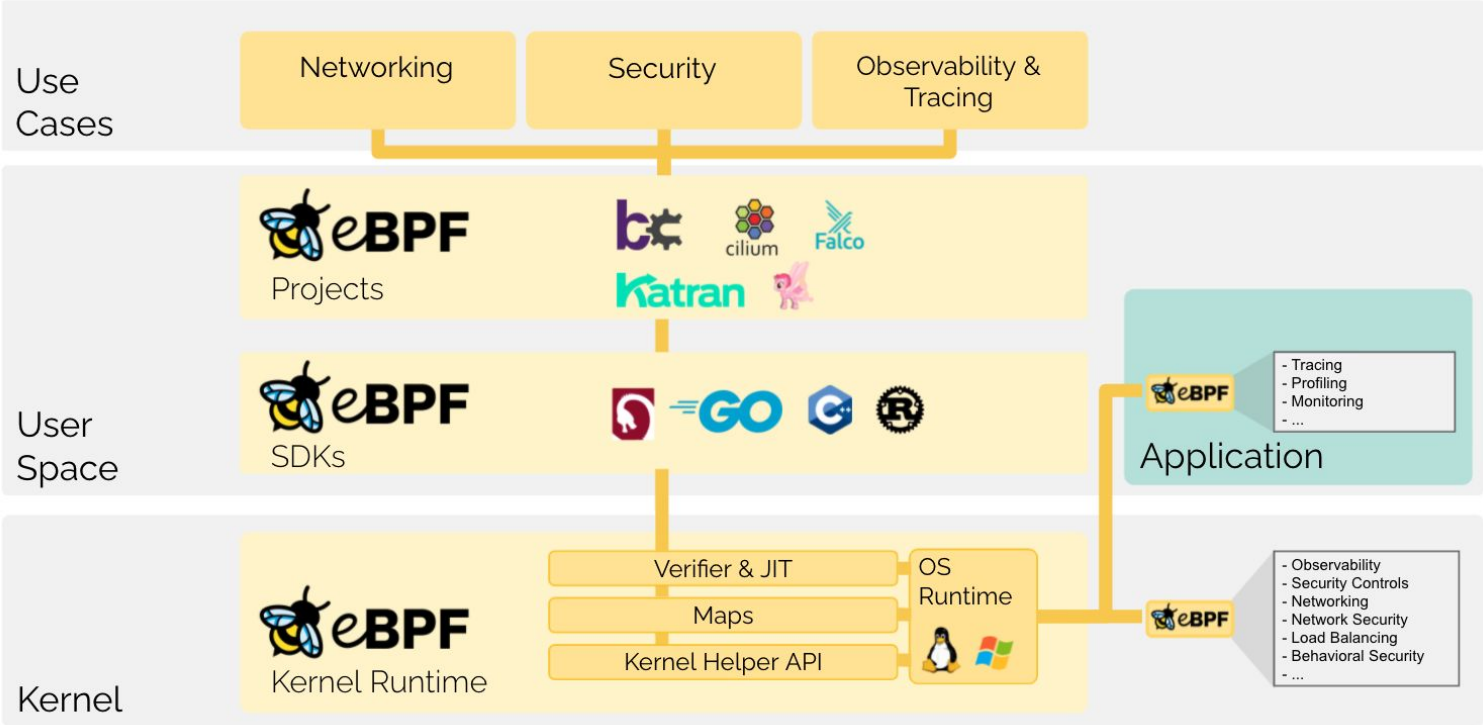 Use
Cases
Networking
Security
Observability &
Tracing
User
Space
eBPF
Projects
bc
cilium
Falco
Katran
eBPF
SDKs
GO
C++
R
eBPF
- Tracing
- Profiling
- Monitoring
- ...
Application
Kernel
eBPF
Kernel Runtime
Verifier & JIT
Maps
Kernel Helper API
OS
Runtime
eBPF
- Observability
- Security Controls
- Networking
- Network Security
- Load Balancing
- Behavioral Security
- ...